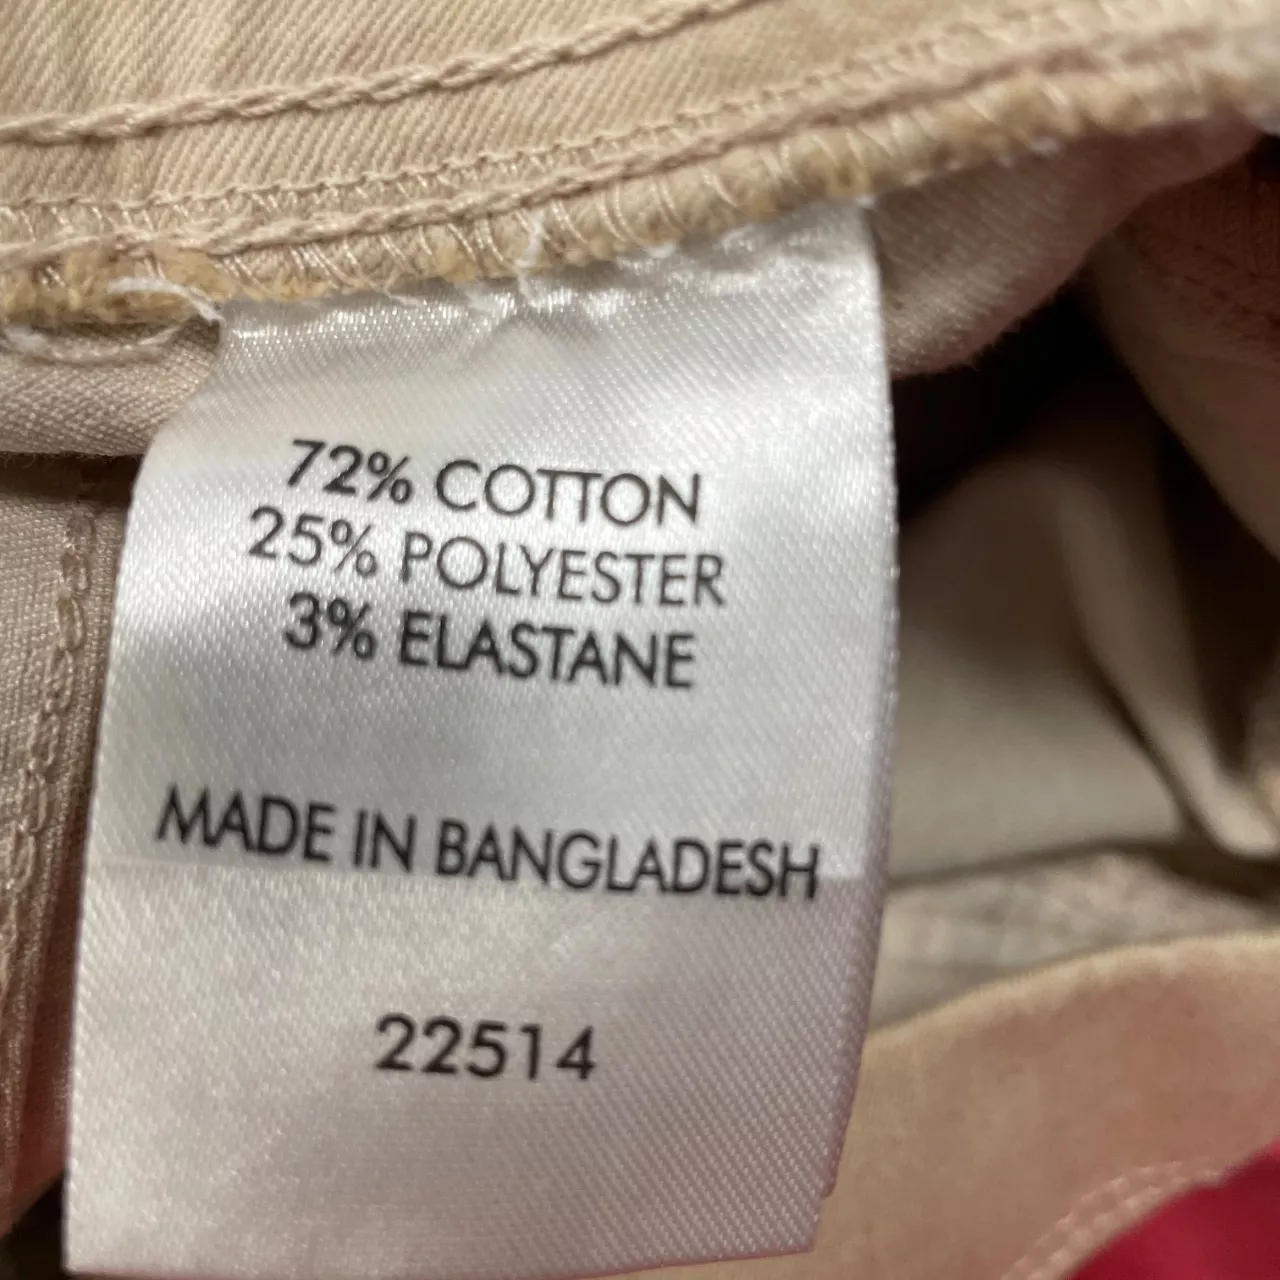 72% COTTON
25% POLYESTER
3% ELASTANE
MADE IN BANGLADESH
22514